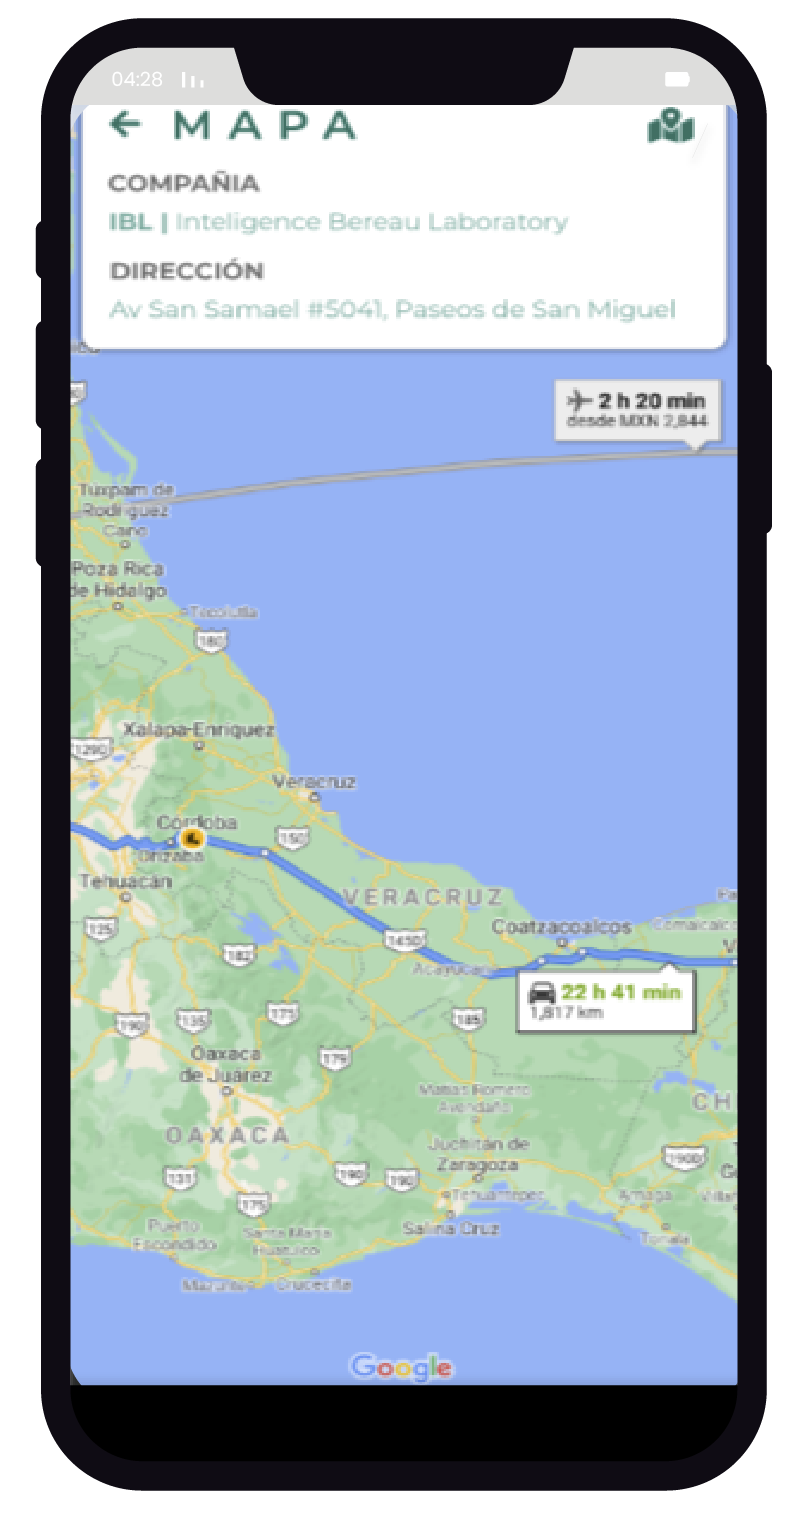 04:28
MAPA
COMPAÑIA
IBL | Inteligence Bereau Laboratory
DIRECCIÓN
Av San Samael #5041, Paseos de San Miguel
2 h 20 min
desde MXN 2,844
Tuxpam de
Rodríguez
Cano
Poza Rica
de Hidalgo
Tecolutla
180
Xalapa-Enríquez
1290
Veracruz
Córdoba
150
Orizaba
Tehuacán
VERACRUZ
125
Coatzacoalcos
Comalcalco
145D
182
Acayucan
22 h 41 min
1,817 km
190
135
175
185
179
Oaxaca
de Juárez
Matías Romero
Avendaño
CH
OAXACA
Juchitán de
Zaragoza
190D
131
190
190
Tehuantepec
Arriaga
175
Puerto
Escondido
Santa María
Huatulco
Salina Cruz
Tonalá
Mazunte
Crucecita
Google